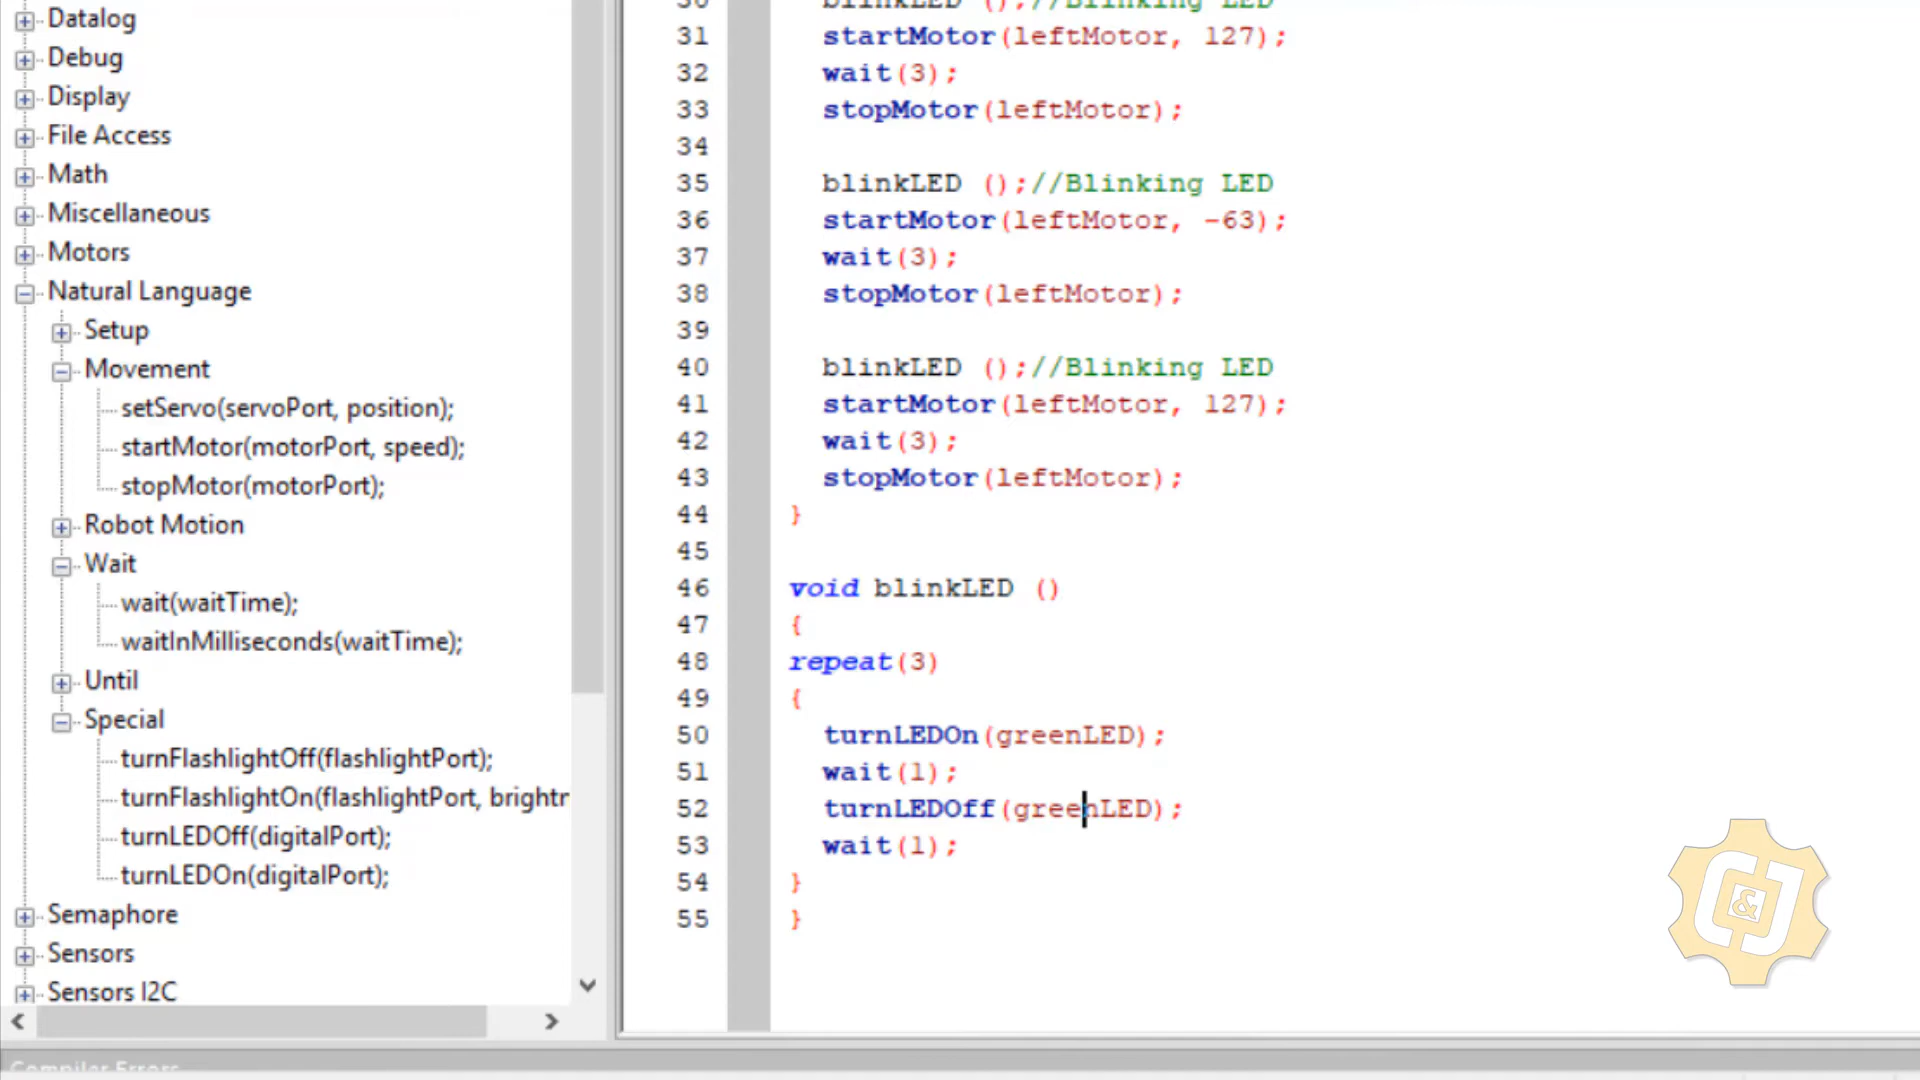 Datalog
Debug
Display
File Access
Math
Miscellaneous
Motors
Natural Language
Setup
Movement
setServo(servoPort, position);
startMotor(motorPort, speed);
stopMotor(motorPort);
Robot Motion
Wait
wait(waitTime);
waitInMilliseconds(waitTime);
Until
Special
turnFlashlightOff(flashlightPort);
turnFlashlightOn(flashlightPort, brightn
turnLEDOff(digitalPort);
turnLEDOn(digitalPort);
Semaphore
Sensors
Sensors I2C
30 blinkLED ();//Blinking LED
31 startMotor(leftMotor, 127);
32 wait(3);
33 stopMotor(leftMotor);
34
35 blinkLED ();//Blinking LED
36 startMotor(leftMotor, -63);
37 wait(3);
38 stopMotor(leftMotor);
39
40 blinkLED ();//Blinking LED
41 startMotor(leftMotor, 127);
42 wait(3);
43 stopMotor(leftMotor);
44 }
45
46 void blinkLED ()
47 {
48 repeat(3)
49 {
50 turnLEDOn(greenLED);
51 wait(1);
52 turnLEDOff(greenLED);
53 wait(1);
54 }
55 }
C&J
Compiler Errors